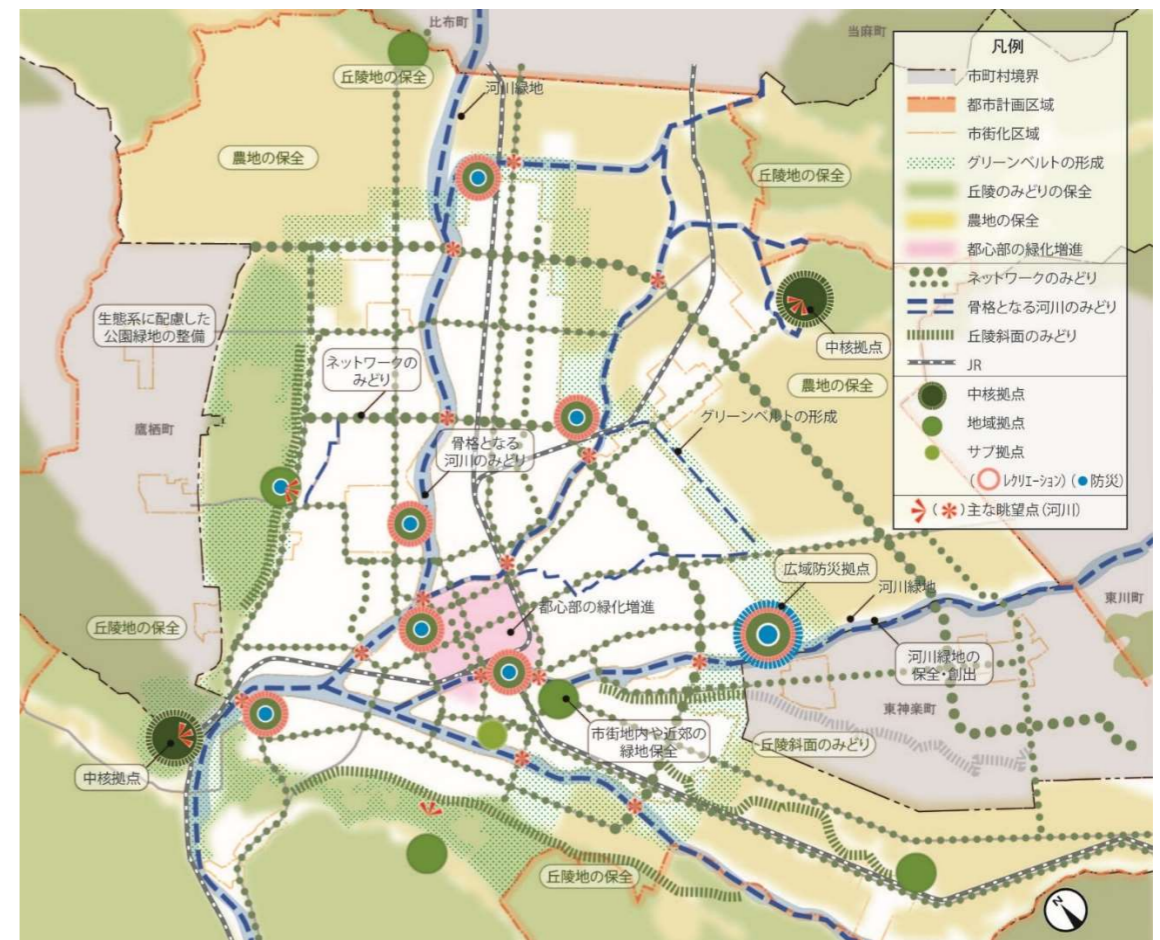 比布町
当麻町
丘陵地の保全
河川緑地
農地の保全
丘陵地の保全
生態系に配慮した
公園緑地の整備
ネットワークの
みどり
中核拠点
農地の保全
鷹栖町
骨格となる
河川のみどり
グリーンベルトの形成
広域防災拠点
河川緑地
都心部の緑化増進
東川町
丘陵地の保全
河川緑地の
保全・創出
東神楽町
市街地内や近郊の
緑地保全
丘陵斜面のみどり
中核拠点
丘陵地の保全
N
凡例
市町村境界
都市計画区域
市街化区域
グリーンベルトの形成
丘陵のみどりの保全
農地の保全
都心部の緑化増進
ネットワークのみどり
骨格となる河川のみどり
丘陵斜面のみどり
JR
中核拠点
地域拠点
サブ拠点
(レクリエーション)(防災)
()主な眺望点(河川)